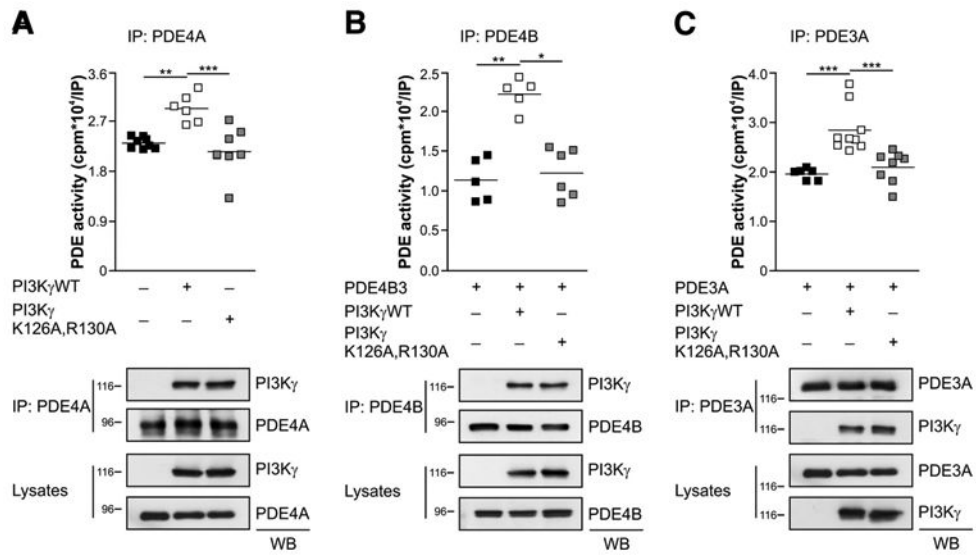 A
IP: PDE4A
** ***
PDE activity (cpm*10⁴/IP)
3.6
2.7
1.8
0.9
0
PI3KγWT – + –
PI3Kγ
K126A,R130A – – +
IP: PDE4A
116–
PI3Kγ
96–
PDE4A
Lysates
116–
PI3Kγ
96–
PDE4A
WB
B
IP: PDE4B
** *
PDE activity (cpm*10⁴/IP)
2.5
2.0
1.5
1.0
0.5
0.0
PDE4B3 + + +
PI3KγWT – + –
PI3Kγ
K126A,R130A – – +
IP: PDE4B
116–
PI3Kγ
96–
PDE4B
Lysates
116–
PI3Kγ
96–
PDE4B
WB
C
IP: PDE3A
*** ***
PDE activity (cpm*10⁴/IP)
4.0
3.0
2.0
1.0
0.0
PDE3A + + +
PI3KγWT – + –
PI3Kγ
K126A,R130A – – +
IP: PDE3A
116–
PDE3A
116–
PI3Kγ
Lysates
116–
PDE3A
116–
PI3Kγ
WB